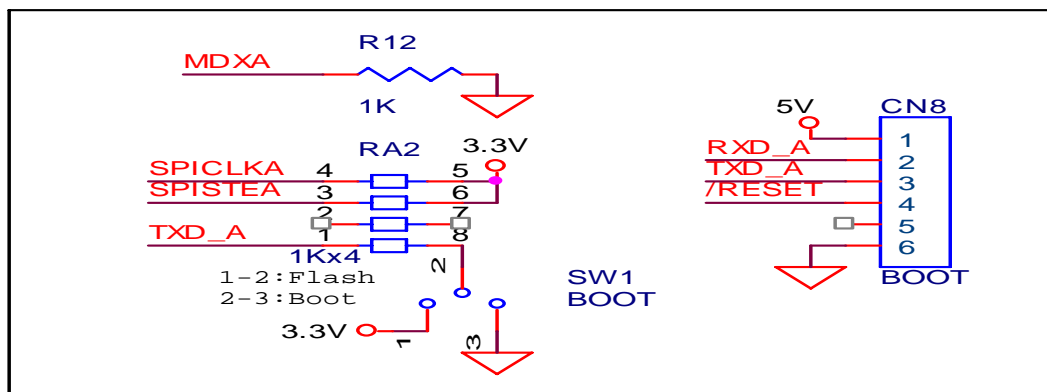 R12
MDXA
1K
RA2
3.3V
SPICLKA 4 5
SPISTEA 3 6
2 7
TXD_A 1 8
1Kx4
1-2:Flash
2-3:Boot
2
SW1
BOOT
3.3V
1
3
5V
CN8
1
RXD_A 2
TXD_A 3
/RESET 4
5
6
BOOT